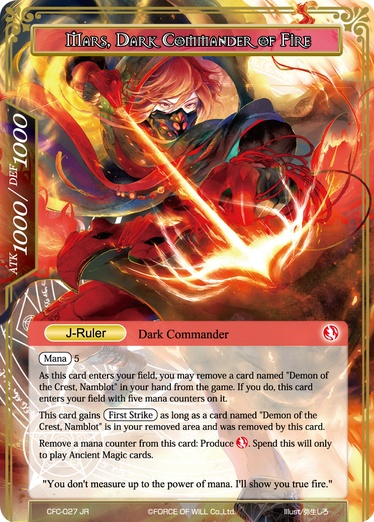 Mars, Dark Commander of Fire
ATK 1000 / DEF 1000
J-Ruler Dark Commander
Mana 5
As this card enters your field, you may remove a card named "Demon of
the Crest, Namblot" in your hand from the game. If you do, this card
enters your field with five mana counters on it.
This card gains First Strike as long as a card named "Demon of the
Crest, Namblot" is in your removed area and was removed by this card.
Remove a mana counter from this card: Produce . Spend this will only
to play Ancient Magic cards.
"You don't measure up to the power of mana. I'll show you true fire."
CFC-027 JR ©FORCE OF WILL Co.,Ltd. Illust/弥生しろ